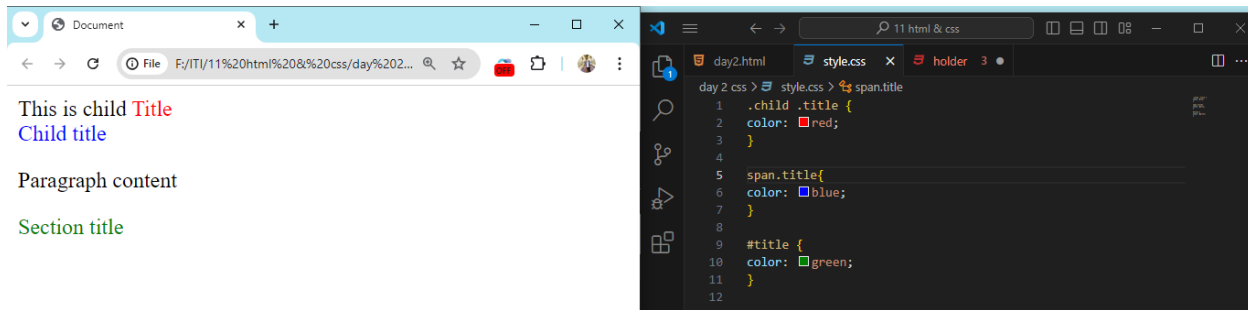 Document
File F:/ITI/11%20html%20&%20css/day%202...
OFF
This is child Title
Child title
Paragraph content
Section title
11 html & css
1
day2.html
style.css
holder 3
day 2 css > style.css > span.title
1 .child .title {
2 color: red;
3 }
4
5 span.title{
6 color: blue;
7 }
8
9 #title {
10 color: green;
11 }
12